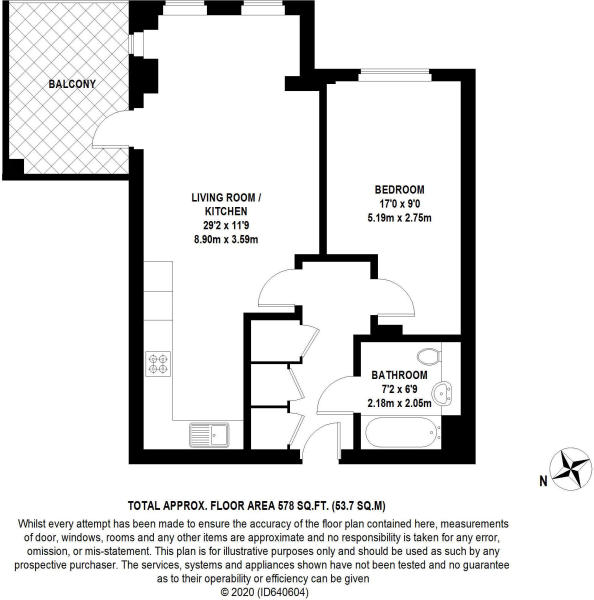 BALCONY
LIVING ROOM /
KITCHEN
29'2 x 11'9
8.90m x 3.59m
BEDROOM
17'0 x 9'0
5.19m x 2.75m
BATHROOM
7'2 x 6'9
2.18m x 2.05m
N
TOTAL APPROX. FLOOR AREA 578 SQ.FT. (53.7 SQ.M)
Whilst every attempt has been made to ensure the accuracy of the floor plan contained here, measurements
of door, windows, rooms and any other items are approximate and no responsibility is taken for any error,
omission, or mis-statement. This plan is for illustrative purposes only and should be used as such by any
prospective purchaser. The services, systems and appliances shown have not been tested and no guarantee
as to their operability or efficiency can be given
© 2020 (ID640604)